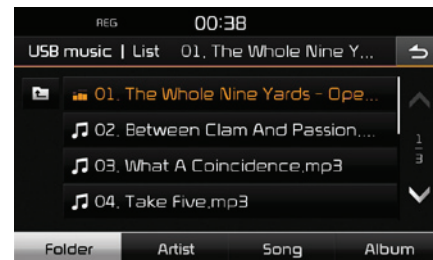 REG 00:38
USB music | List 01. The Whole Nine Y...
01. The Whole Nine Yards - Ope...
02. Between Clam And Passion....
03. What A Coincidence.mp3
04. Take Five.mp3
1
3
Folder Artist Song Album